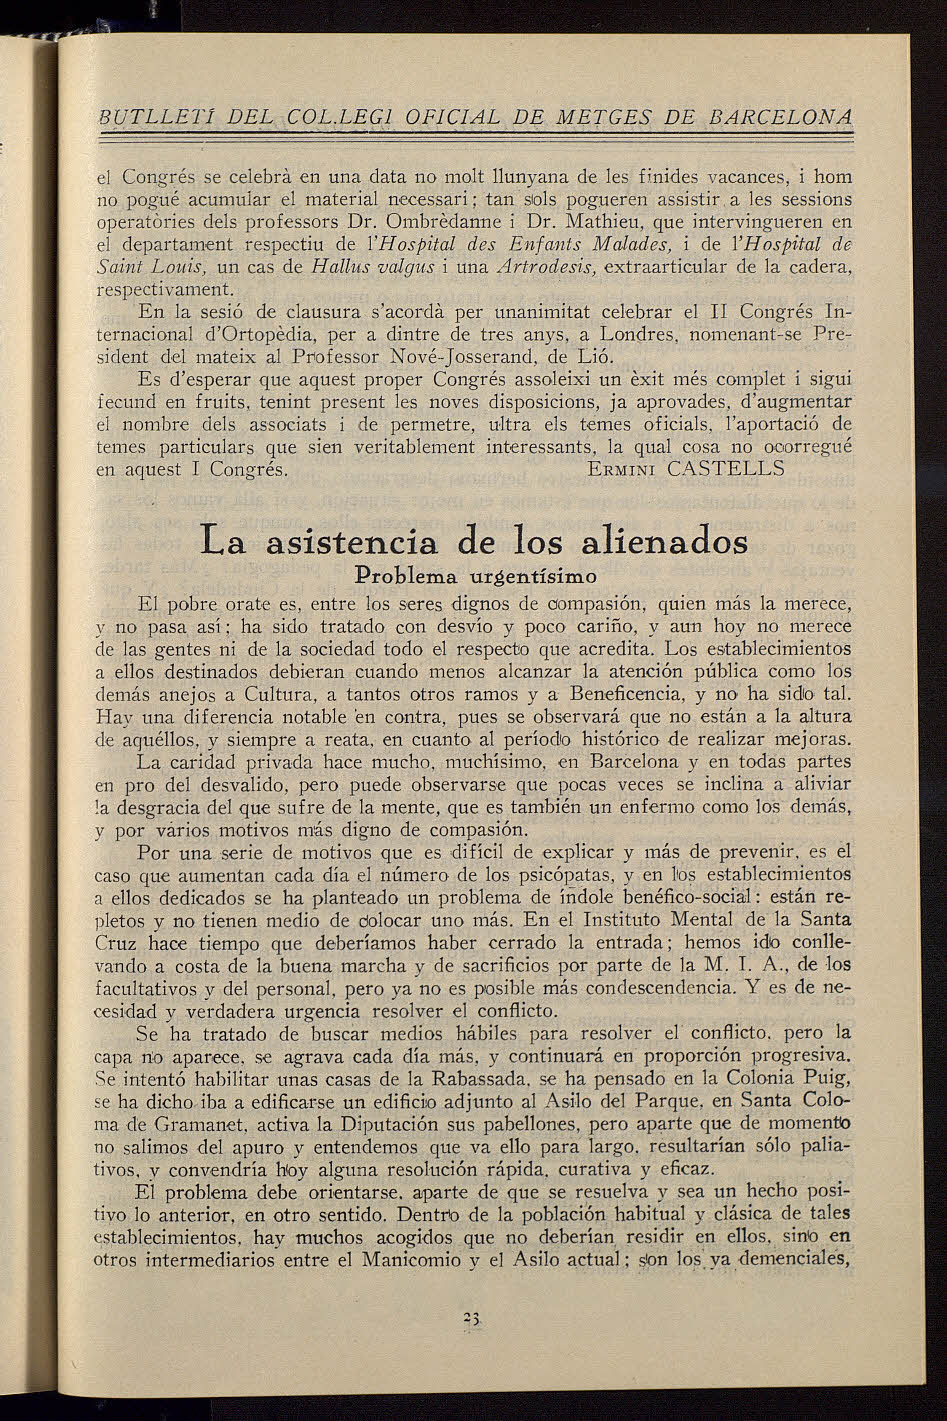 BUTLLETÍ DEL COL.LEGI OFICIAL DE METGES DE BARCELONA
el Congrés se celebrà en una data no molt llunyana de les finides vacances, i hom
no pogué acumular el material necessari; tan sols pogueren assistir a les sessions
operatòries dels professors Dr. Ombrèdanne i Dr. Mathieu, que intervingueren en
el departament respectiu de l'Hospital des Enfants Malades, i de l'Hospital de
Saint Louis, un cas de Hallus valgus i una Artrodesis, extraarticular de la cadera,
respectivament.
En la sesió de clausura s'acordà per unanimitat celebrar el II Congrés In-
ternacional d'Ortopèdia, per a dintre de tres anys, a Londres, nomenant-se Pre-
sident del mateix al Professor Nové-Josserand, de Lió.
Es d'esperar que aquest proper Congrés assoleixi un èxit més complet i sigui
fecund en fruits, tenint present les noves disposicions, ja aprovades, d'augmentar
el nombre dels associats i de permetre, ultra els temes oficials, l'aportació de
temes particulars que sien veritablement interessants, la qual cosa no ocorregué
en aquest I Congrés. ERMINI CASTELLS
La asistencia de los alienados
Problema urgentísimo
El pobre orate es, entre los seres dignos de compasión, quien más la merece,
y no pasa así; ha sido tratado con desvío y poco cariño, y aun hoy no merece
de las gentes ni de la sociedad todo el respecto que acredita. Los establecimientos
a ellos destinados debieran cuando menos alcanzar la atención pública como los
demás anejos a Cultura, a tantos otros ramos y a Beneficencia, y no ha sido tal.
Hay una diferencia notable en contra, pues se observará que no están a la altura
de aquéllos, y siempre a reata, en cuanto al período histórico de realizar mejoras.
La caridad privada hace mucho, muchísimo, en Barcelona y en todas partes
en pro del desvalido, pero puede observarse que pocas veces se inclina a aliviar
la desgracia del que sufre de la mente, que es también un enfermo como los demás,
y por varios motivos más digno de compasión.
Por una serie de motivos que es difícil de explicar y más de prevenir, es el
caso que aumentan cada día el número de los psicópatas, y en los establecimientos
a ellos dedicados se ha planteado un problema de índole benéfico-social: están re-
pletos y no tienen medio de colocar uno más. En el Instituto Mental de la Santa
Cruz hace tiempo que deberíamos haber cerrado la entrada; hemos ido conlle-
vando a costa de la buena marcha y de sacrificios por parte de la M. I. A., de los
facultativos y del personal, pero ya no es posible más condescendencia. Y es de ne-
cesidad y verdadera urgencia resolver el conflicto.
Se ha tratado de buscar medios hábiles para resolver el conflicto, pero la
capa no aparece, se agrava cada día más, y continuará en proporción progresiva.
Se intentó habilitar unas casas de la Rabassada, se ha pensado en la Colonia Puig,
se ha dicho iba a edificarse un edificio adjunto al Asilo del Parque, en Santa Colo-
ma de Gramanet, activa la Diputación sus pabellones, pero aparte que de momento
no salimos del apuro y entendemos que va ello para largo, resultarían sólo palia-
tivos, y convendría hoy alguna resolución rápida, curativa y eficaz.
El problema debe orientarse, aparte de que se resuelva y sea un hecho posi-
tivo lo anterior, en otro sentido. Dentro de la población habitual y clásica de tales
establecimientos, hay muchos acogidos que no deberían residir en ellos, sino en
otros intermediarios entre el Manicomio y el Asilo actual; son los ya demenciales,
23